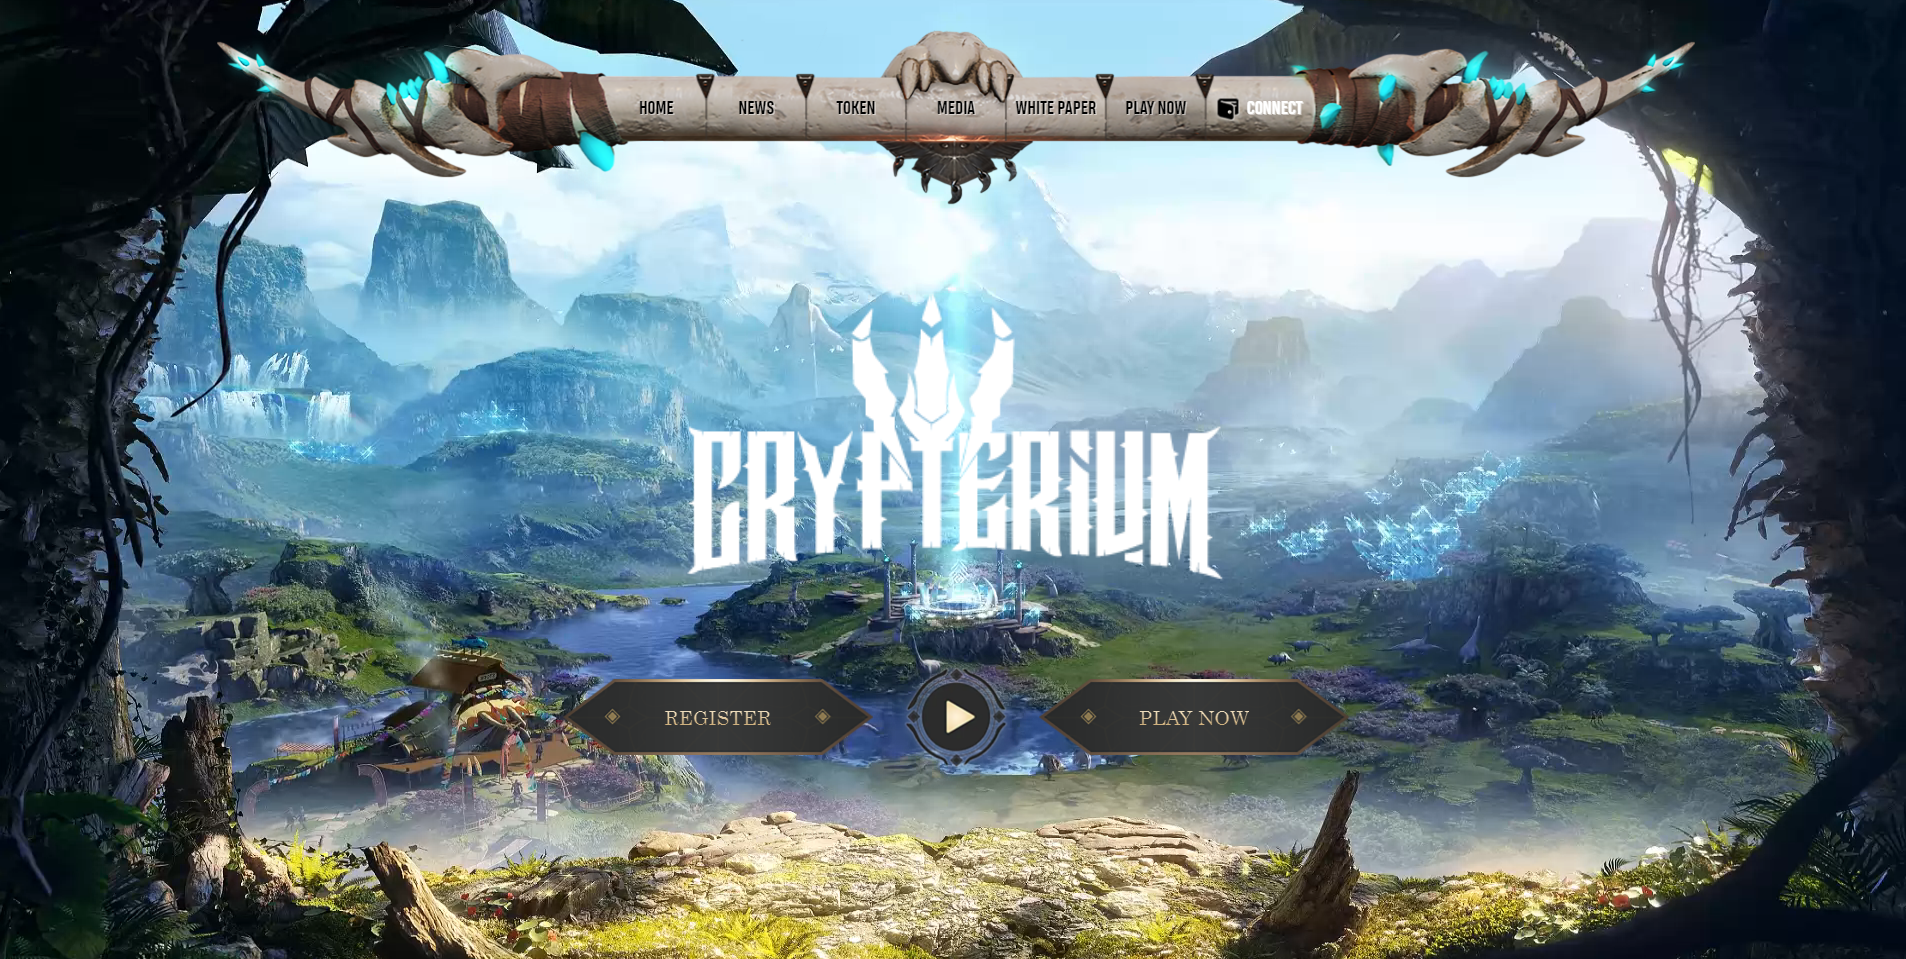 HOME
NEWS
TOKEN
MEDIA
WHITE PAPER
PLAY NOW
CONNECT
CRYPTERIUM
REGISTER
PLAY NOW